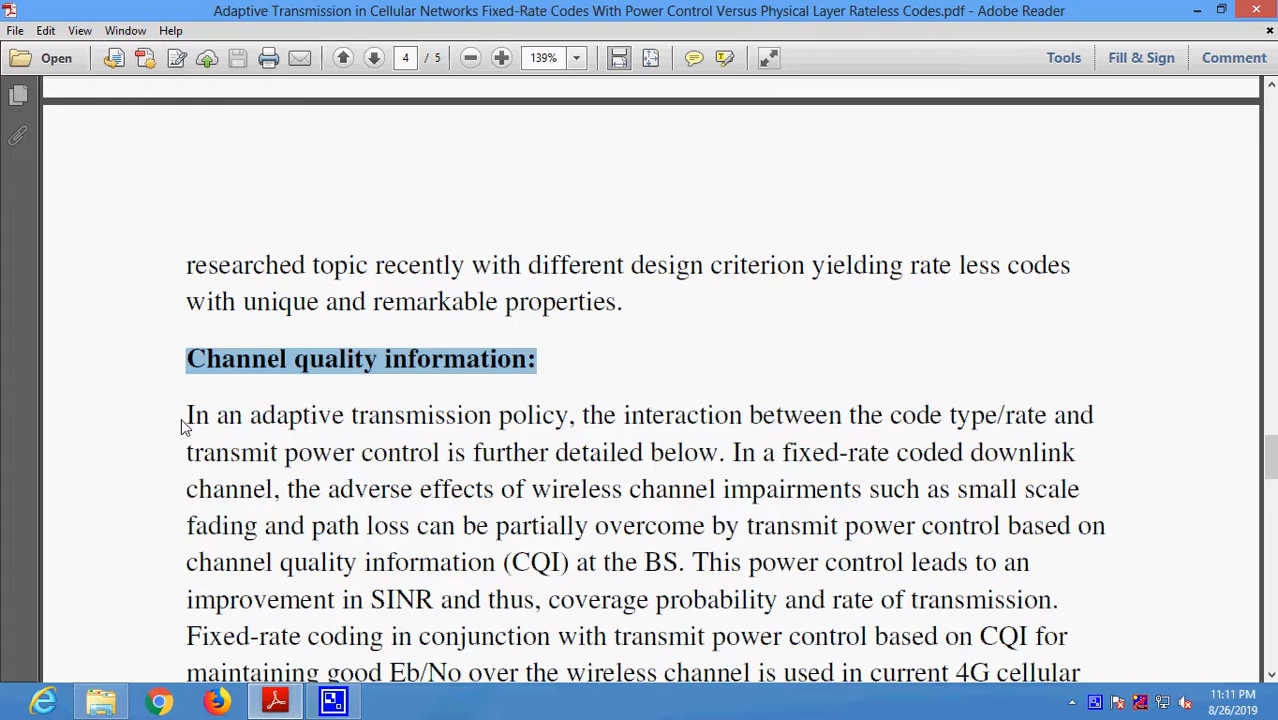 Adaptive Transmission in Cellular Networks Fixed-Rate Codes With Power Control Versus Physical Layer Rateless Codes.pdf - Adobe Reader
File Edit View Window Help
Open 4 / 5 139% Tools Fill & Sign Comment
researched topic recently with different design criterion yielding rate less codes
with unique and remarkable properties.
Channel quality information:
In an adaptive transmission policy, the interaction between the code type/rate and
transmit power control is further detailed below. In a fixed-rate coded downlink
channel, the adverse effects of wireless channel impairments such as small scale
fading and path loss can be partially overcome by transmit power control based on
channel quality information (CQI) at the BS. This power control leads to an
improvement in SINR and thus, coverage probability and rate of transmission.
Fixed-rate coding in conjunction with transmit power control based on CQI for
maintaining good Eb/No over the wireless channel is used in current 4G cellular
11:11 PM
8/26/2019